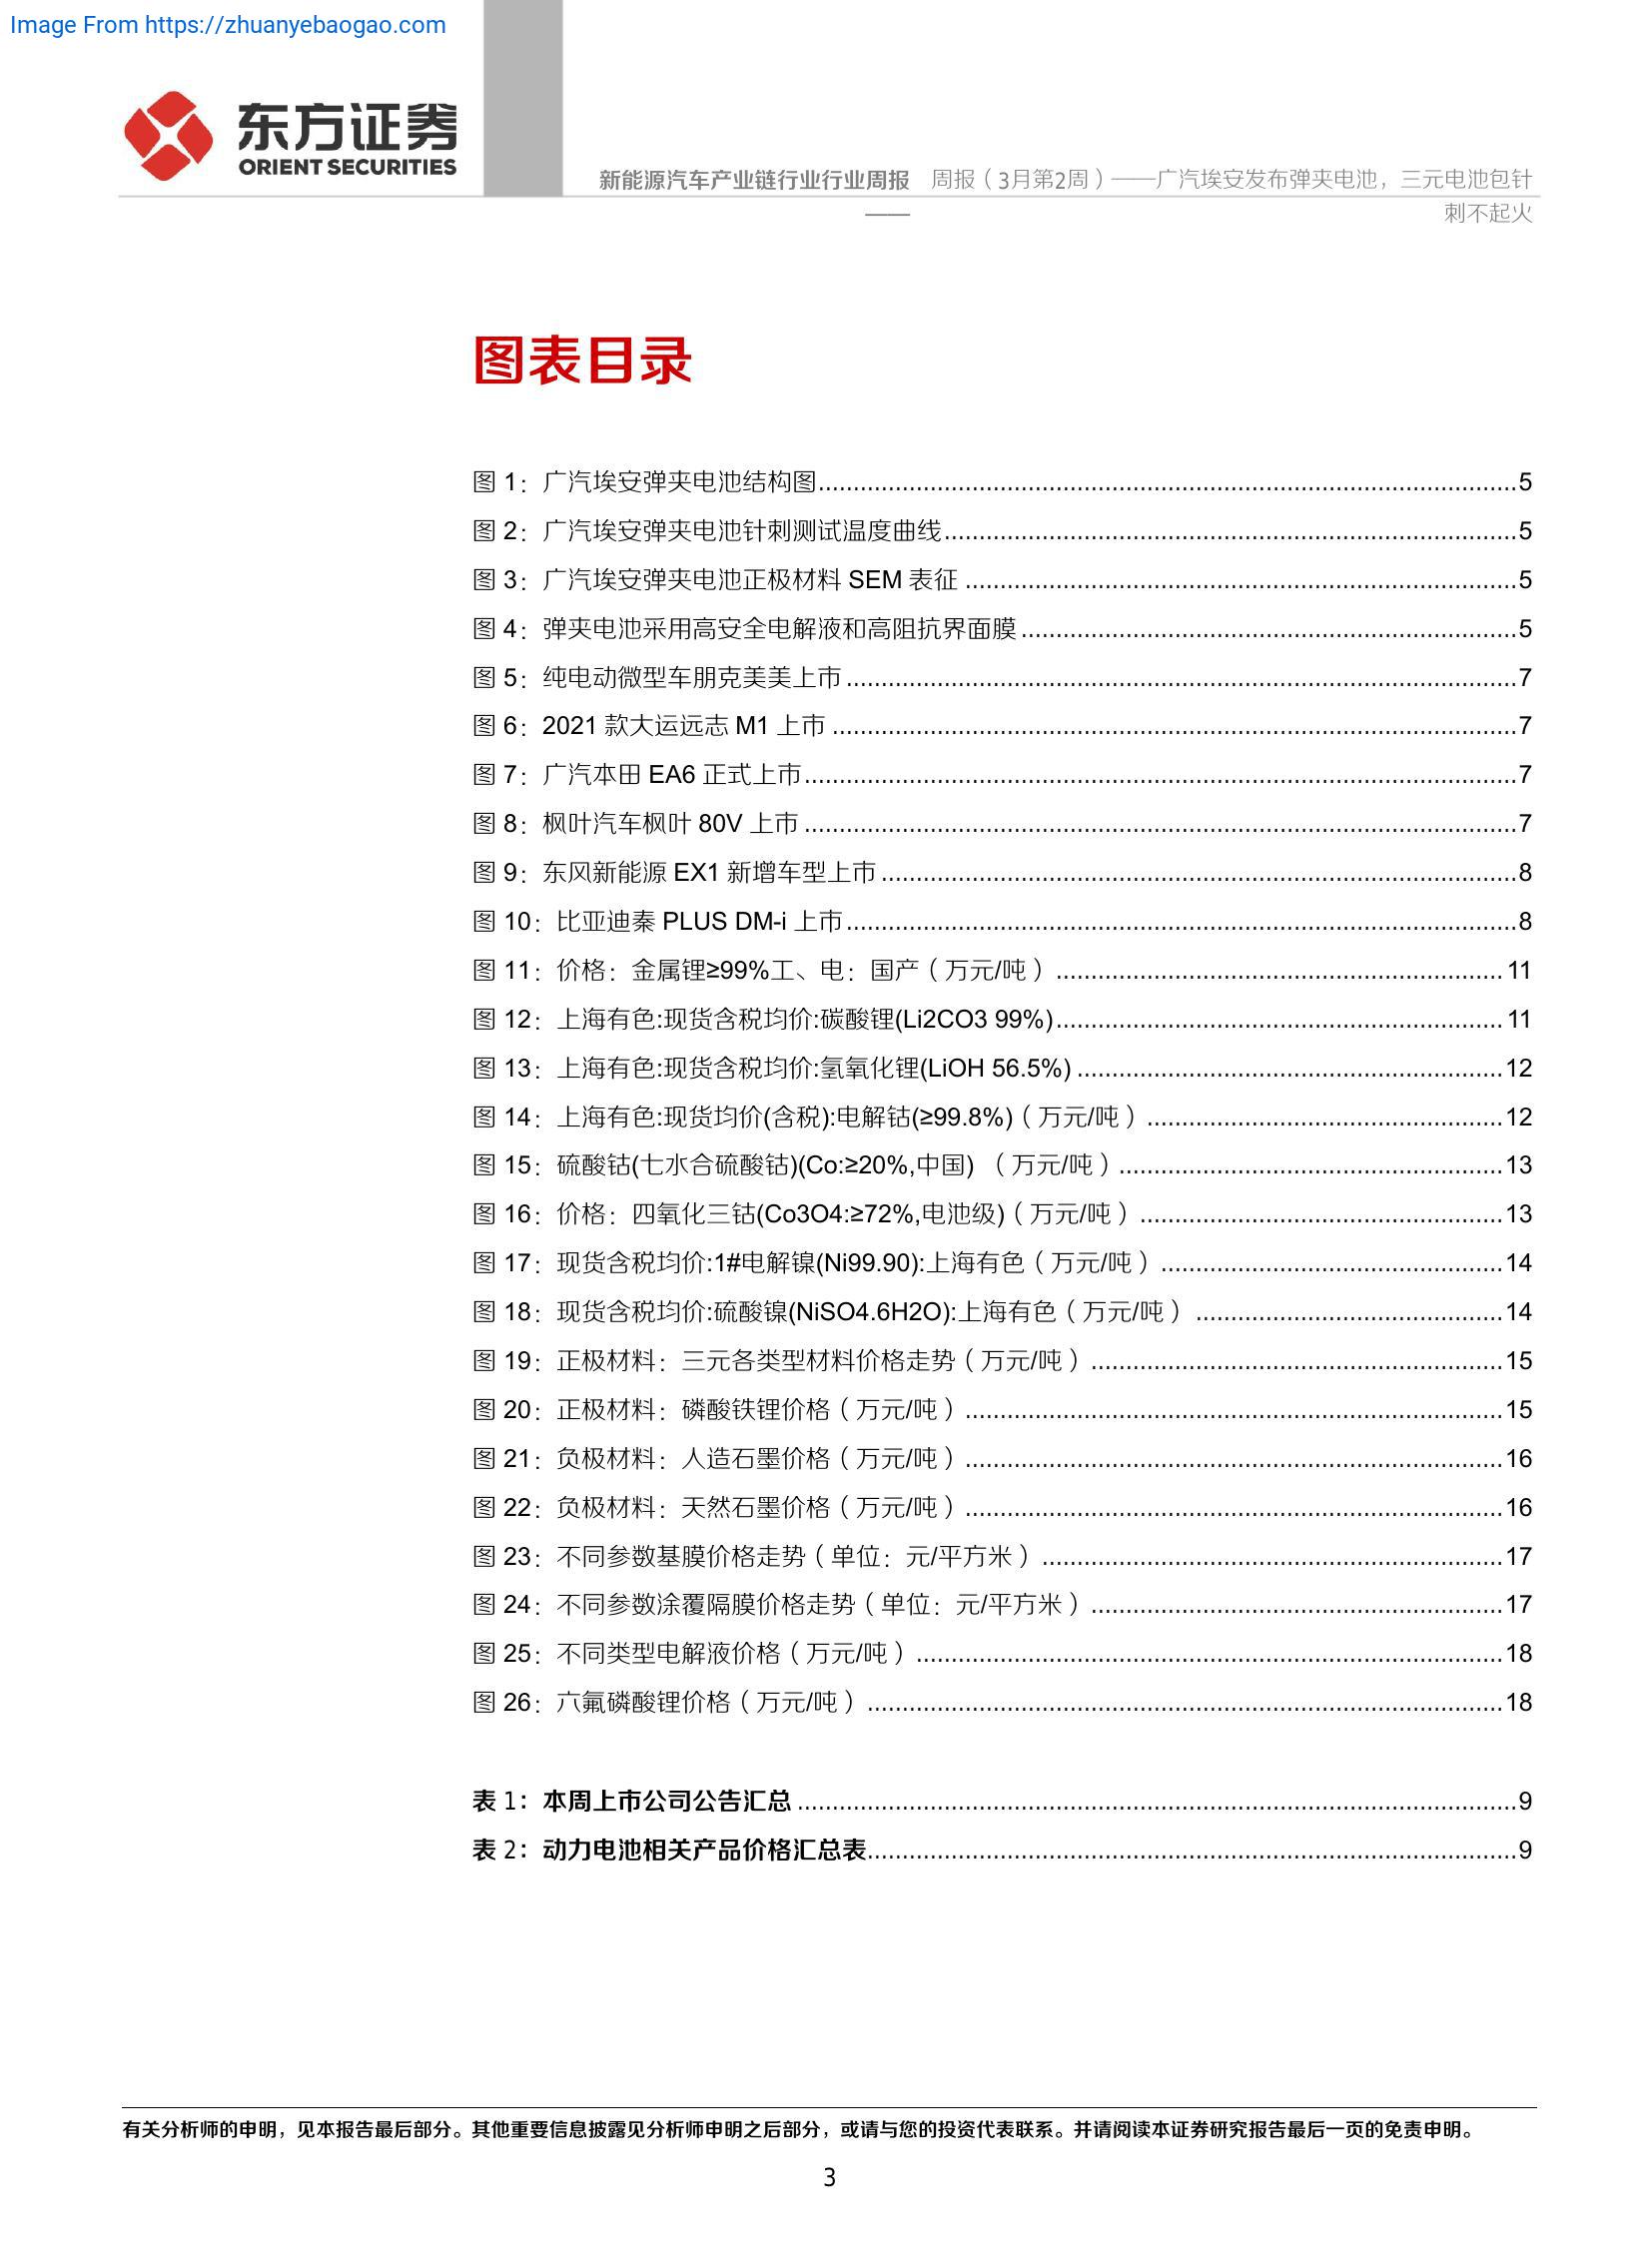 Image From https://zhuanyebaogao.com
东方证券
ORIENT SECURITIES
新能源汽车产业链行业行业周报 周报（3月第2周）——广汽埃安发布弹夹电池，三元电池包针
—— 刺不起火
图表目录
图 1：广汽埃安弹夹电池结构图........................5
图 2：广汽埃安弹夹电池针刺测试温度曲线........................5
图 3：广汽埃安弹夹电池正极材料 SEM 表征 ........................5
图 4：弹夹电池采用高安全电解液和高阻抗界面膜........................5
图 5：纯电动微型车朋克美美上市........................7
图 6：2021 款大运远志 M1 上市 ........................7
图 7：广汽本田 EA6 正式上市........................7
图 8：枫叶汽车枫叶 80V 上市 ........................7
图 9：东风新能源 EX1 新增车型上市 ........................8
图 10：比亚迪秦 PLUS DM-i 上市........................8
图 11：价格：金属锂≥99%工、电：国产（万元/吨）........................11
图 12：上海有色:现货含税均价:碳酸锂(Li2CO3 99%)........................11
图 13：上海有色:现货含税均价:氢氧化锂(LiOH 56.5%) ........................12
图 14：上海有色:现货均价(含税):电解钴(≥99.8%)（万元/吨）........................12
图 15：硫酸钴(七水合硫酸钴)(Co:≥20%,中国) （万元/吨）........................13
图 16：价格：四氧化三钴(Co3O4:≥72%,电池级)（万元/吨）........................13
图 17：现货含税均价:1#电解镍(Ni99.90):上海有色（万元/吨）........................14
图 18：现货含税均价:硫酸镍(NiSO4.6H2O):上海有色（万元/吨）........................14
图 19：正极材料：三元各类型材料价格走势（万元/吨）........................15
图 20：正极材料：磷酸铁锂价格（万元/吨）........................15
图 21：负极材料：人造石墨价格（万元/吨）........................16
图 22：负极材料：天然石墨价格（万元/吨）........................16
图 23：不同参数基膜价格走势（单位：元/平方米）........................17
图 24：不同参数涂覆隔膜价格走势（单位：元/平方米）........................17
图 25：不同类型电解液价格（万元/吨）........................18
图 26：六氟磷酸锂价格（万元/吨）........................18
表 1：本周上市公司公告汇总 ........................9
表 2：动力电池相关产品价格汇总表........................9
有关分析师的申明，见本报告最后部分。其他重要信息披露见分析师申明之后部分，或请与您的投资代表联系。并请阅读本证券研究报告最后一页的免责申明。
3